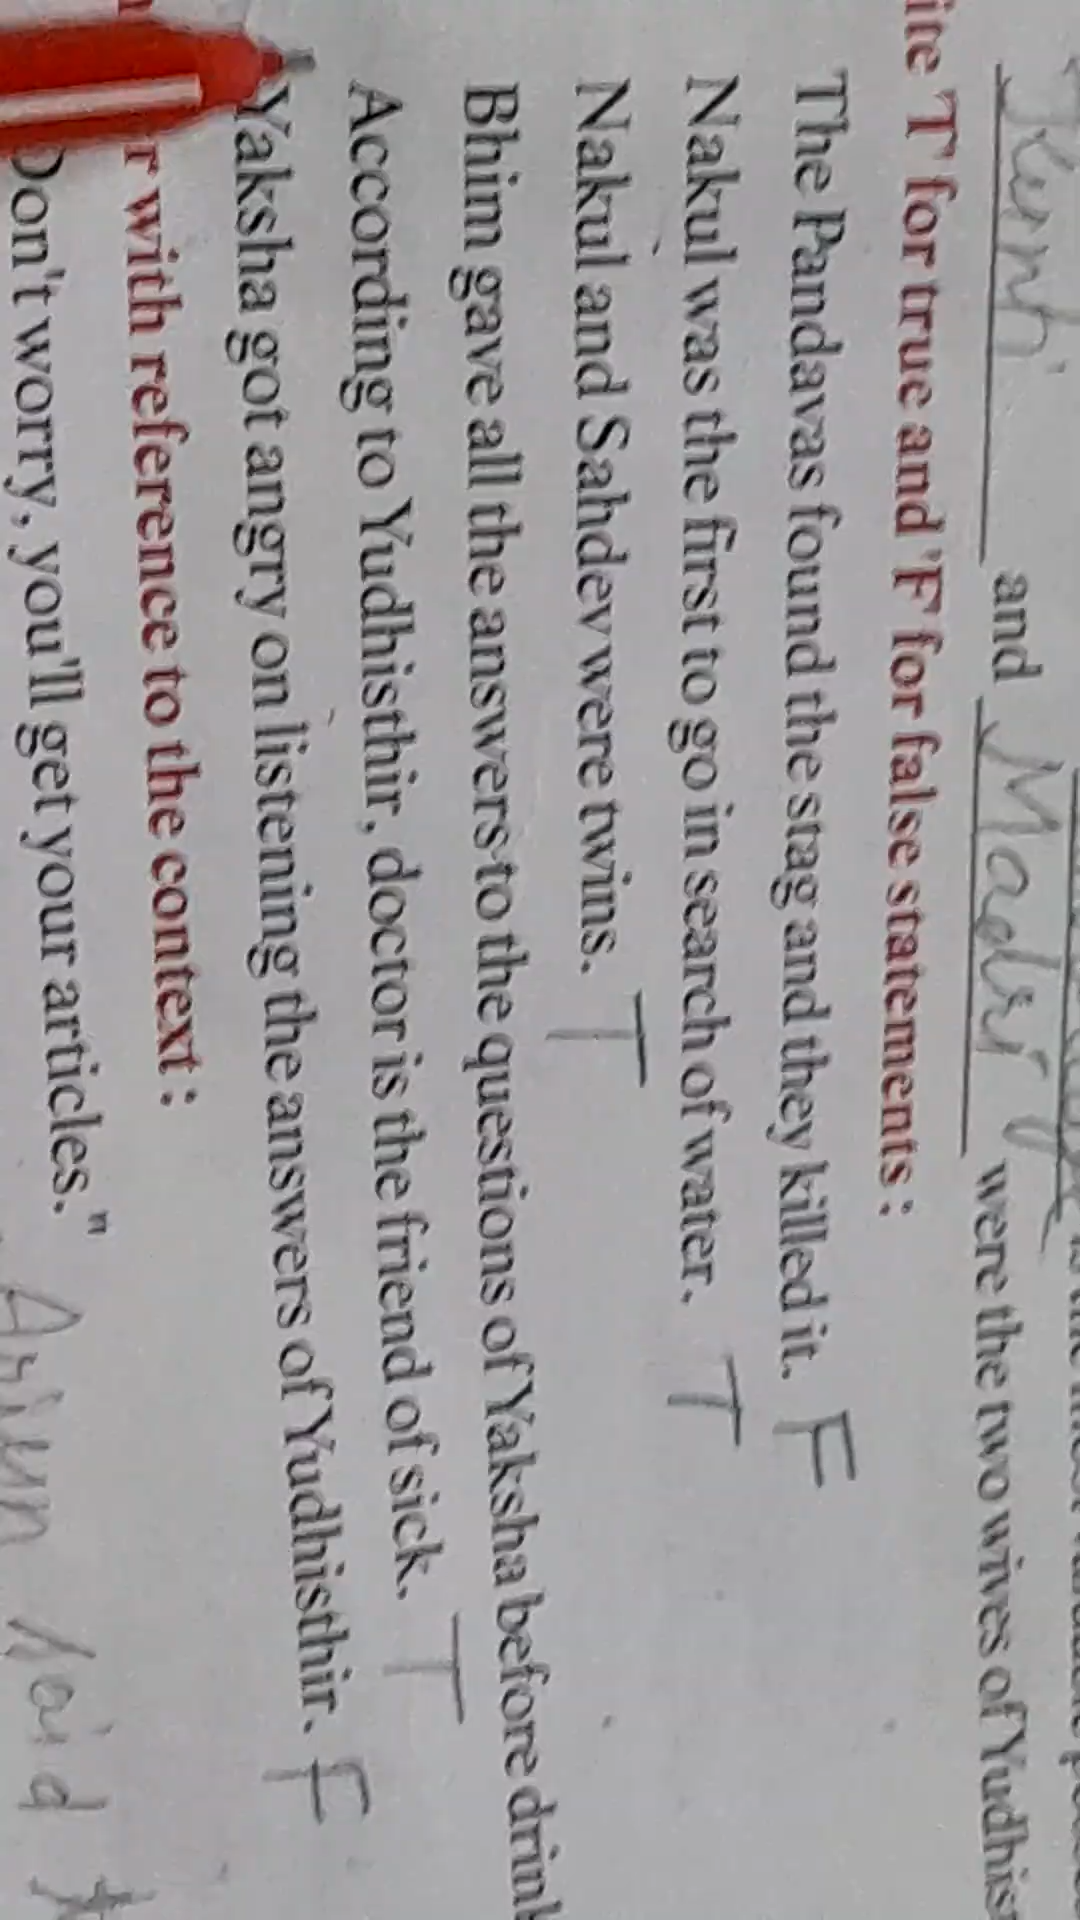 Kunti and Madri were the two wives of
ite 'T' for true and 'F' for false statements :
The Pandavas found the stag and they killed it. F
Nakul was the first to go in search of water. T
Nakul and Sahdev were twins. T
Bhim gave all the answers to the questions of Yaksha before
According to Yudhisthir, doctor is the friend of sick. T
Yaksha got angry on listening the answers of Yudhisthir. F
r with reference to the context :
Don't worry, you'll get your articles." Arjun said